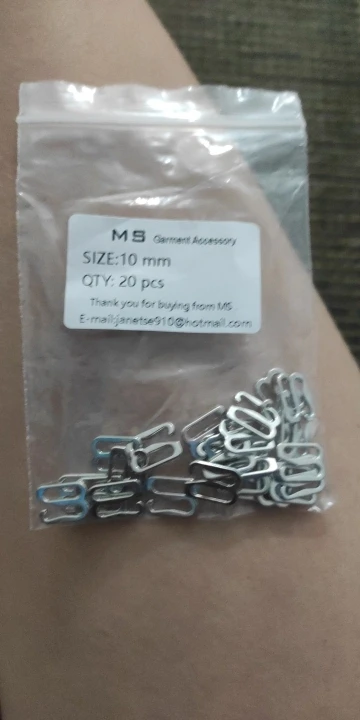 MS Garment Accessory
SIZE:10 mm
QTY: 20 pcs
Thank you for buying from MS
E-mail:janetse910@hotmail.com